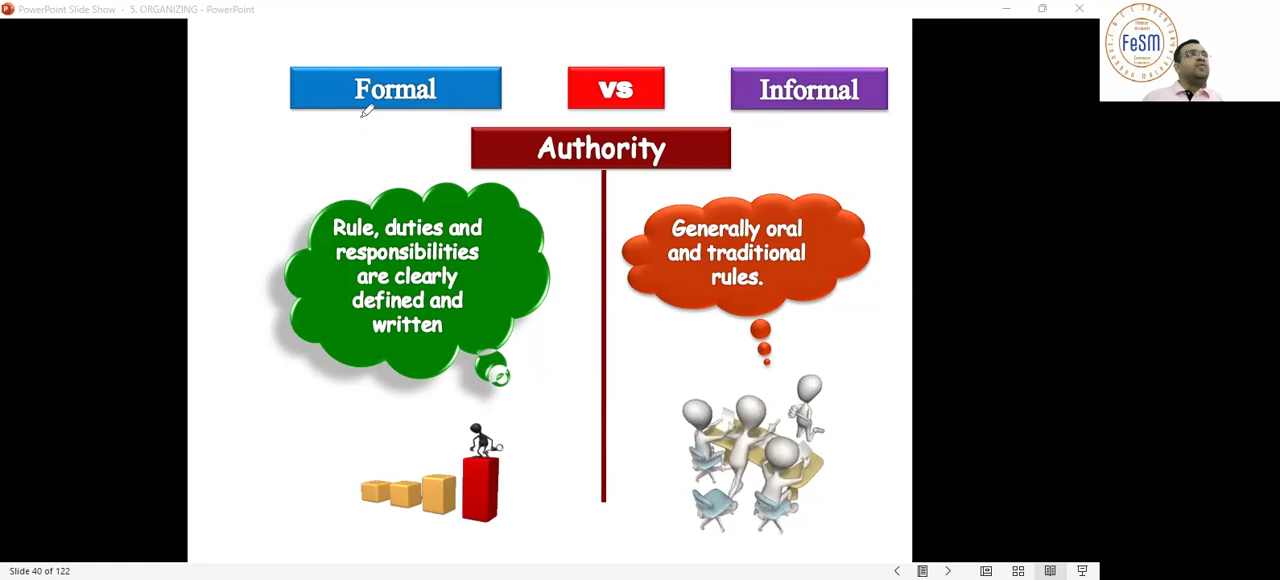 PowerPoint Slide Show - 5. ORGANIZING - PowerPoint
Formal
vs
Informal
Authority
Rule, duties and
responsibilities
are clearly
defined and
written
Generally oral
and traditional
rules.
FeSM
Slide 40 of 122